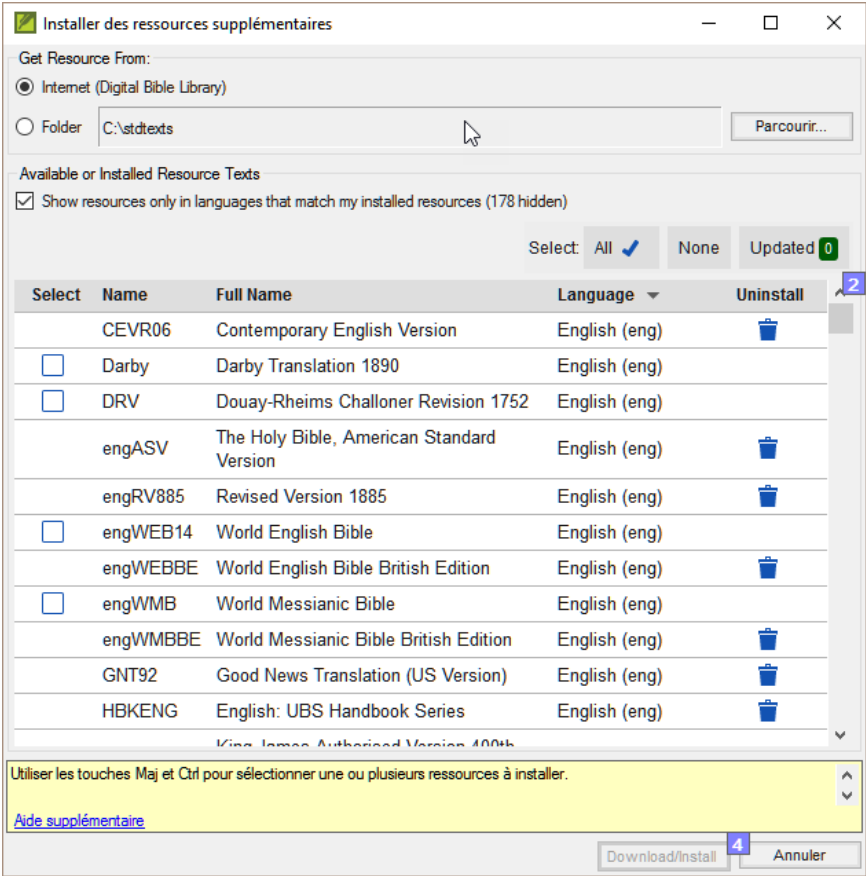 Installer des ressources supplémentaires
Get Resource From:
Internet (Digital Bible Library)
Folder C:\stdtexts Parcourir...
Available or Installed Resource Texts
Show resources only in languages that match my installed resources (178 hidden)
Select: All None Updated 0
2
Select Name Full Name Language Uninstall
CEVR06 Contemporary English Version English (eng)
Darby Darby Translation 1890 English (eng)
DRV Douay-Rheims Challoner Revision 1752 English (eng)
engASV The Holy Bible, American Standard Version English (eng)
engRV885 Revised Version 1885 English (eng)
engWEB14 World English Bible English (eng)
engWEBBE World English Bible British Edition English (eng)
engWMB World Messianic Bible English (eng)
engWMBBE World Messianic Bible British Edition English (eng)
GNT92 Good News Translation (US Version) English (eng)
HBKENG English: UBS Handbook Series English (eng)
King James Authorised Version 400th
Utiliser les touches Maj et Ctrl pour sélectionner une ou plusieurs ressources à installer.
Aide supplémentaire
Download/Install 4 Annuler